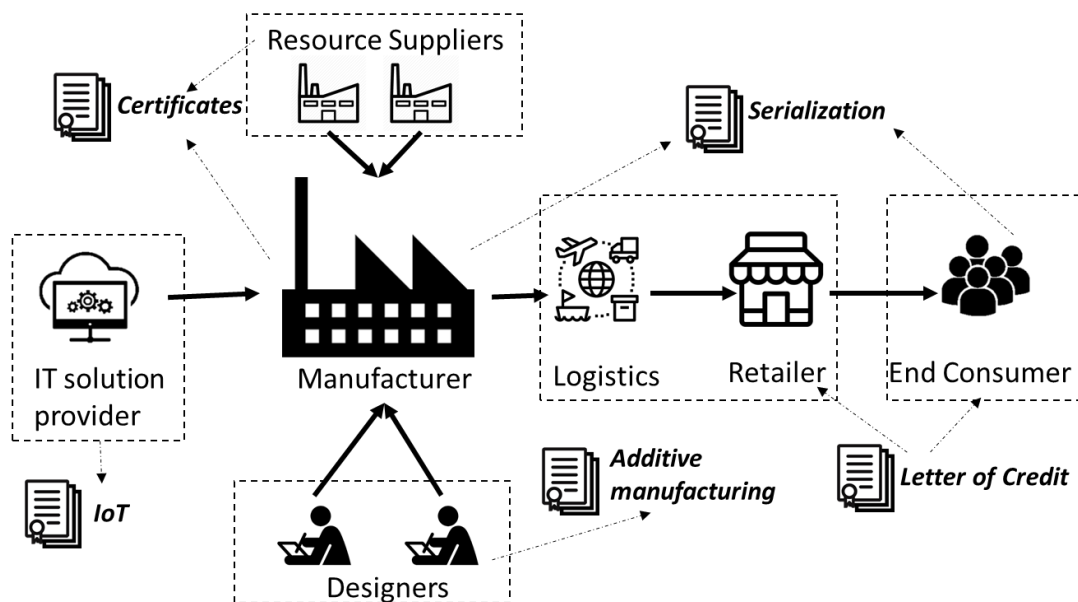 Resource Suppliers
Certificates
Serialization
IT solution
provider
Manufacturer
Logistics
Retailer
End Consumer
IoT
Additive
manufacturing
Letter of Credit
Designers